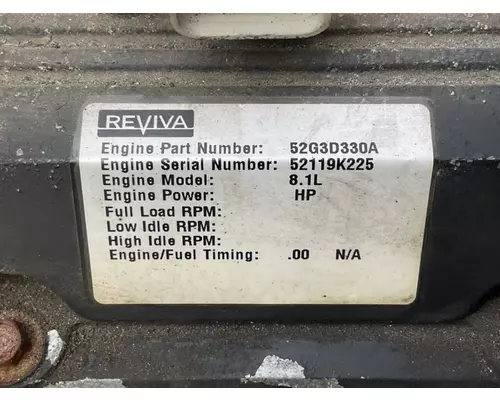 REVIVA
Engine Part Number: 52G3D330A
Engine Serial Number: 52119K225
Engine Model: 8.1L
Engine Power: HP
Full Load RPM:
Low Idle RPM:
High Idle RPM:
Engine/Fuel Timing: .00 N/A